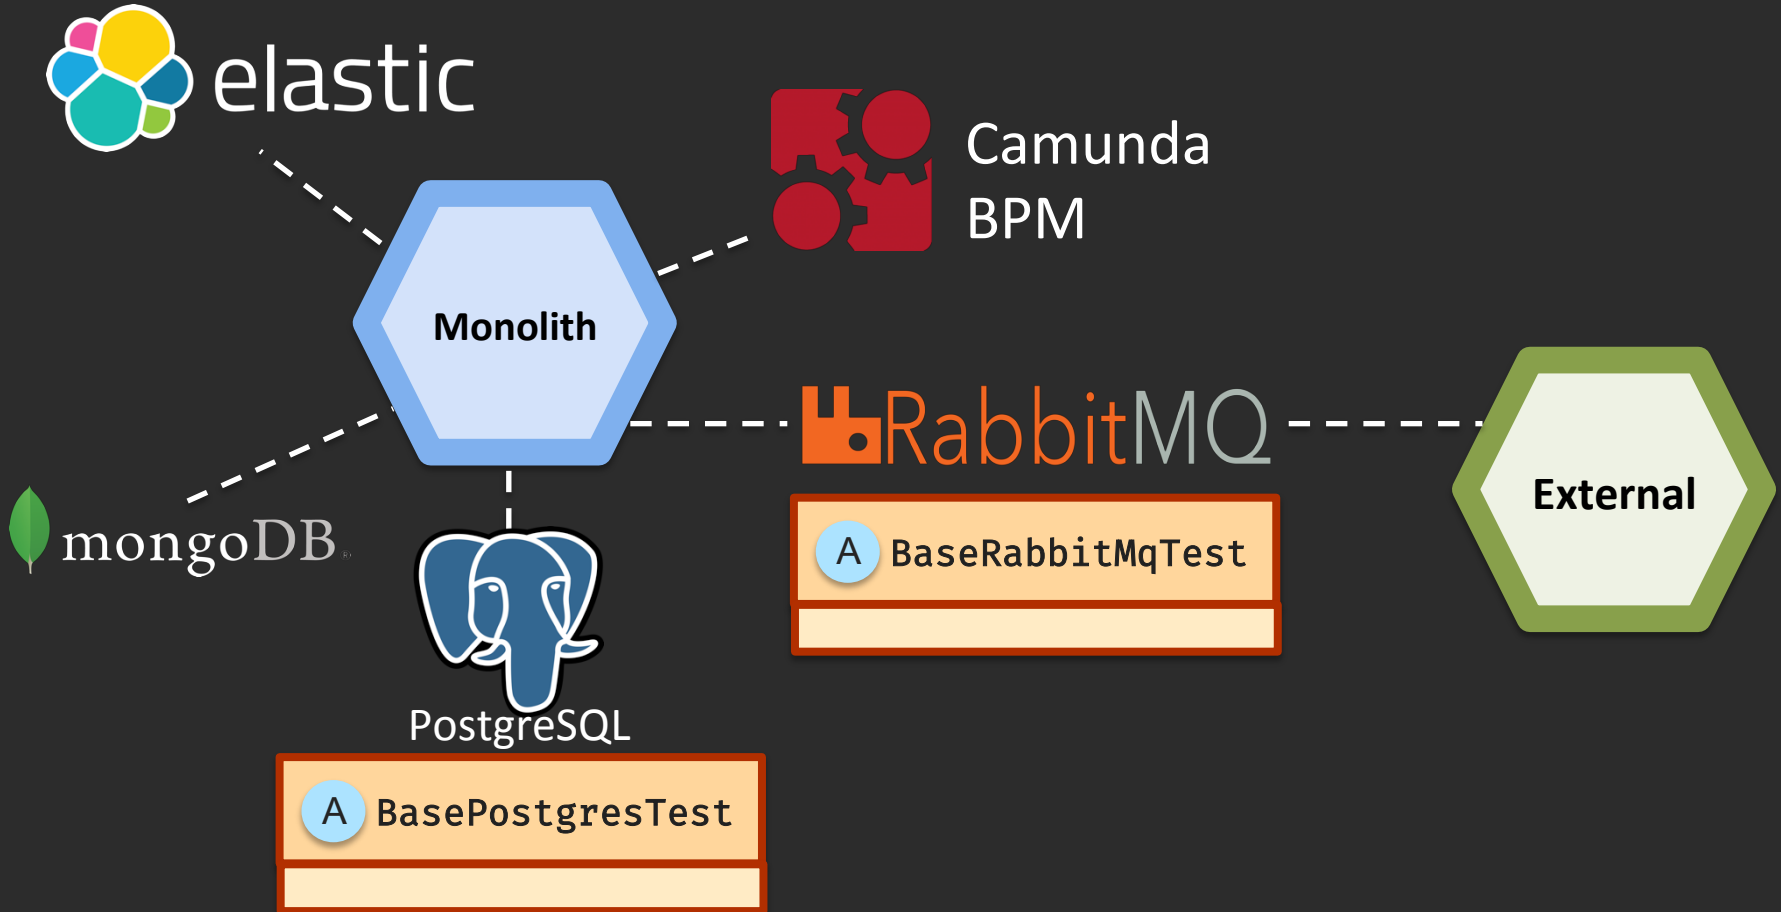 elastic
Camunda
BPM
Monolith
RabbitMQ
External
mongoDB
A BaseRabbitMqTest
PostgreSQL
A BasePostgresTest